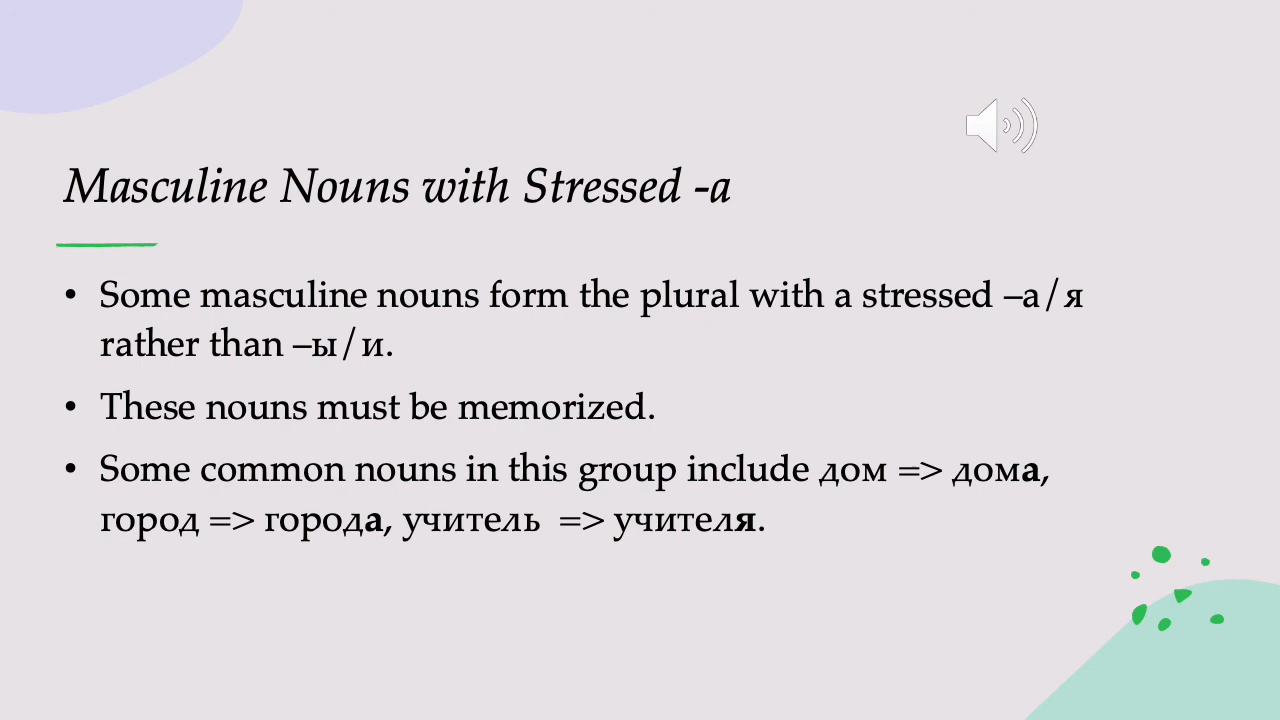 Masculine Nouns with Stressed -a
• Some masculine nouns form the plural with a stressed –а/я
rather than –ы/и.
• These nouns must be memorized.
• Some common nouns in this group include дом => дома,
город => города, учитель  => учителя.